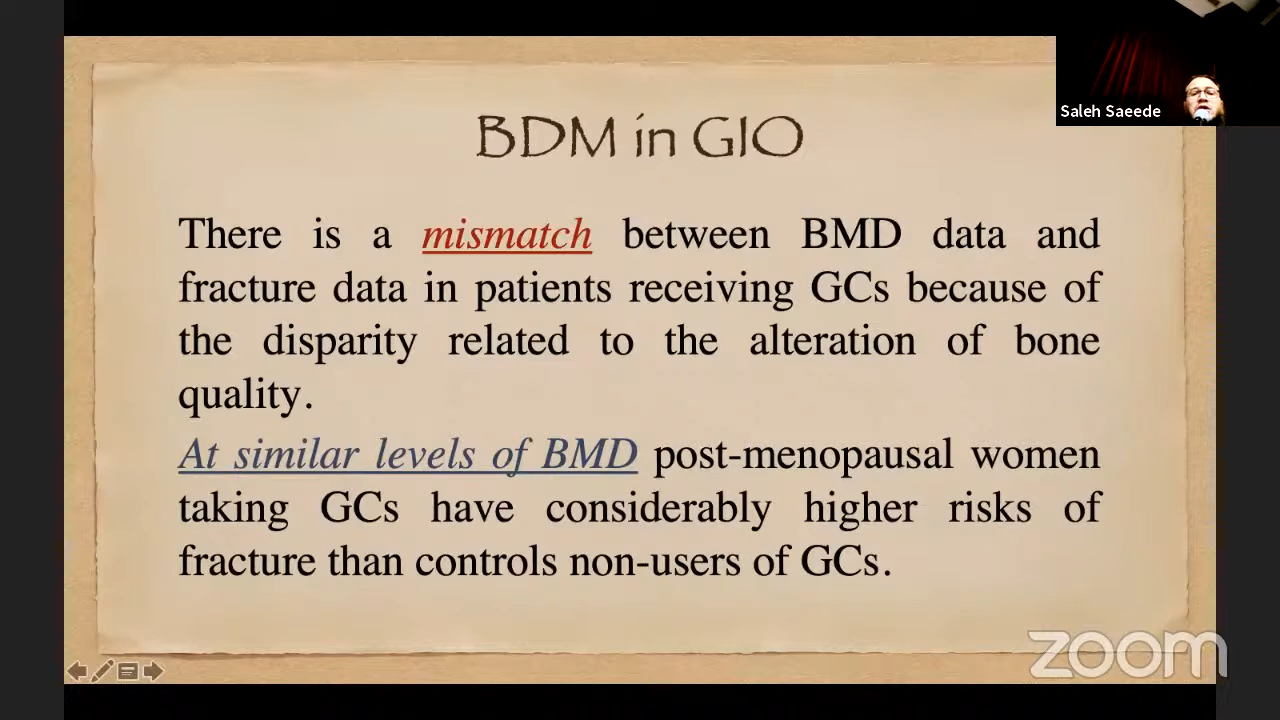 Saleh Saeede
BDM in GIO
There is a mismatch between BMD data and
fracture data in patients receiving GCs because of
the disparity related to the alteration of bone
quality.
At similar levels of BMD post-menopausal women
taking GCs have considerably higher risks of
fracture than controls non-users of GCs.
zoom